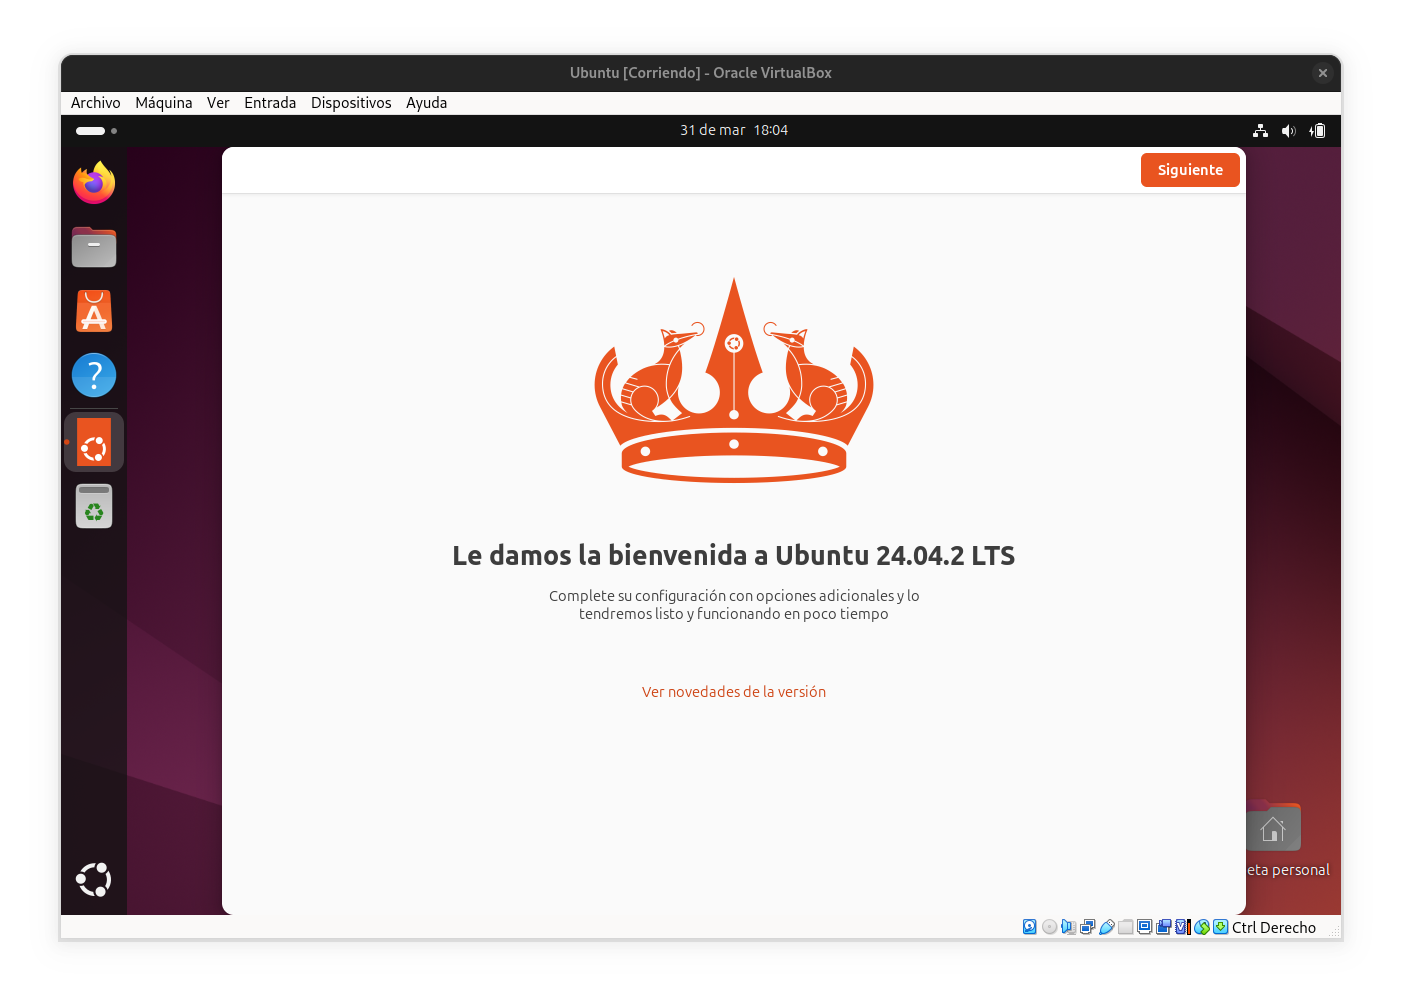 Ubuntu [Corriendo] - Oracle VirtualBox
Archivo Máquina Ver Entrada Dispositivos Ayuda
31 de mar 18:04
Siguiente
Le damos la bienvenida a Ubuntu 24.04.2 LTS
Complete su configuración con opciones adicionales y lo
tendremos listo y funcionando en poco tiempo
Ver novedades de la versión
eta personal
Ctrl Derecho